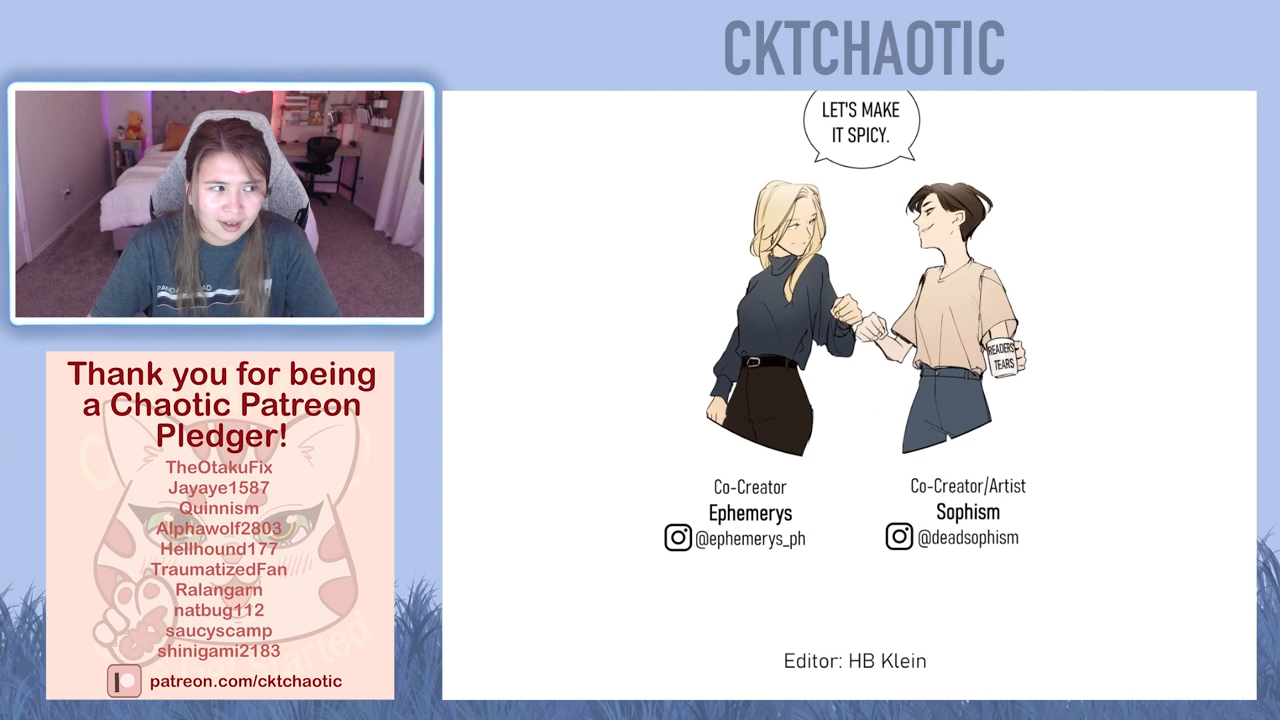 CKTCHAOTIC
LET'S MAKE
IT SPICY.
READERS
TEARS
Co-Creator
Ephemerys
@ephemerys_ph
Co-Creator/Artist
Sophism
@deadsophism
Editor: HB Klein
Thank you for being
a Chaotic Patreon
Pledger!
TheOtakuFix
Jayaye1587
Quinnism
Alphawolf2803
Hellhound177
TraumatizedFan
Ralangarn
natbug112
saucyscamp
shinigami2183
patreon.com/cktchaotic